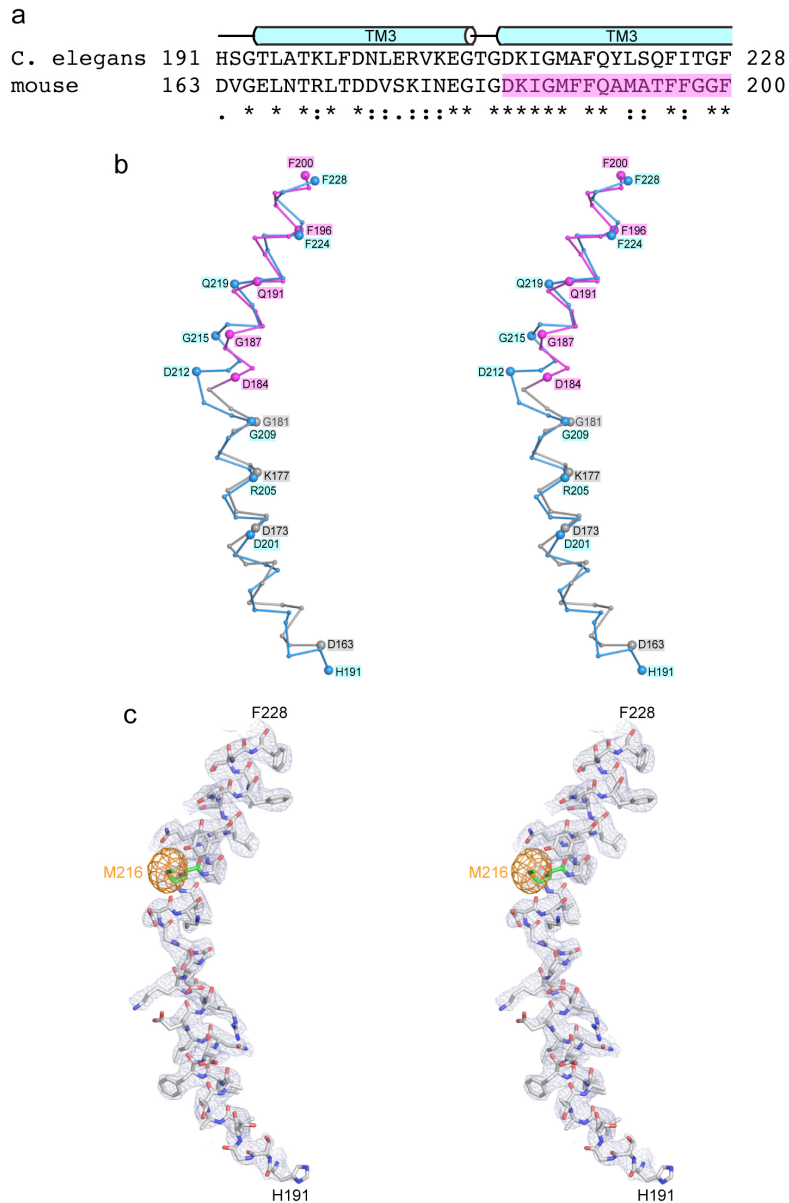 a
TM3 TM3
C. elegans 191 HSGTLATKLFDNLERVKEGTGDKIGMAFQYLSQFITGF 228
mouse 163 DVGELNTRLTDDVSKINEGIGDKIGMFFQAMATFFGGF 200
. * * *:* *::.:::** ****** ** :: *: **
b
F200 F200
F228 F228
F196 F196
F224 F224
Q219 Q219
Q191 Q191
G215 G187 G215 G187
D212 D212
D184 D184
G181 G181
G209 G209
K177 K177
R205 R205
D173 D173
D201 D201
D163 D163
H191 H191
c
F228 F228
M216 M216
H191 H191